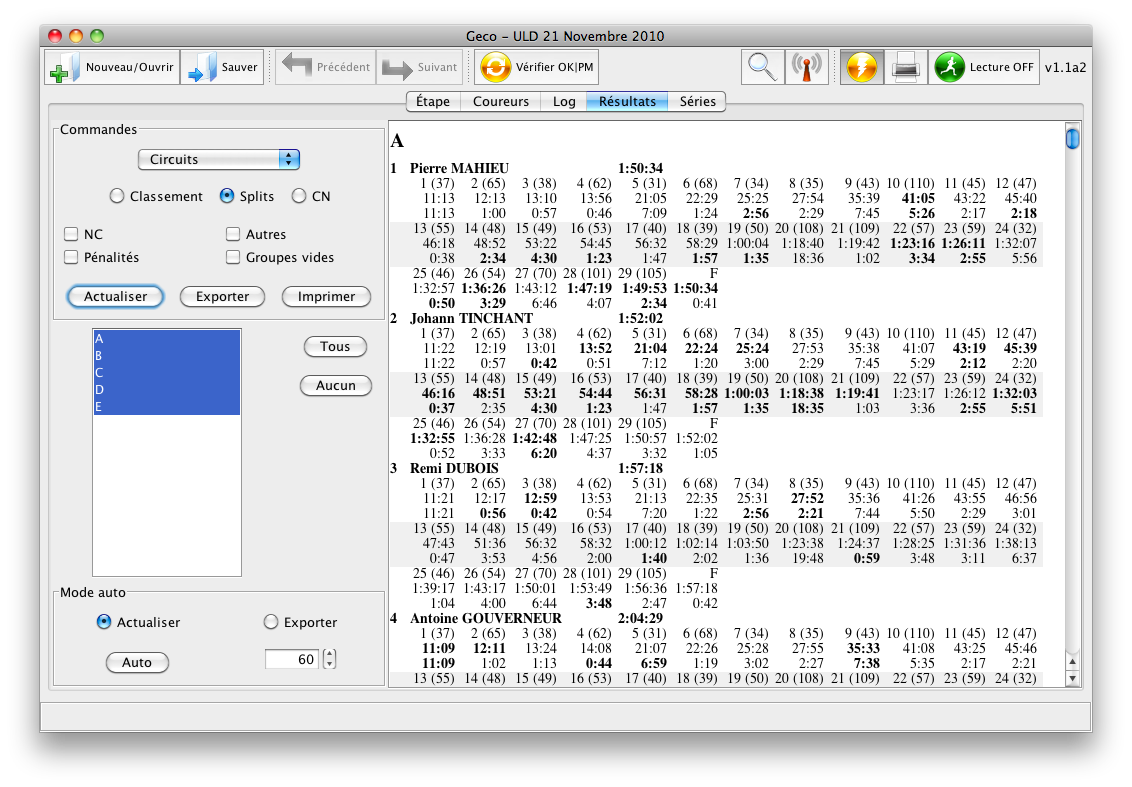 Geco – ULD 21 Novembre 2010
Nouveau/Ouvrir Sauver Précédent Suivant Vérifier OK|PM Lecture OFF v1.1a2
Étape Coureurs Log Résultats Séries
Commandes
Circuits
Classement Splits CN
NC Autres
Pénalités Groupes vides
Actualiser Exporter Imprimer
A
B
C
D
E
Tous
Aucun
Mode auto
Actualiser Exporter
Auto 60
A
1 Pierre MAHIEU 1:50:34
1 (37) 2 (65) 3 (38) 4 (62) 5 (31) 6 (68) 7 (34) 8 (35) 9 (43) 10 (110) 11 (45) 12 (47)
11:13 12:13 13:10 13:56 21:05 22:29 25:25 27:54 35:39 41:05 43:22 45:40
11:13 1:00 0:57 0:46 7:09 1:24 2:56 2:29 7:45 5:26 2:17 2:18
13 (55) 14 (48) 15 (49) 16 (53) 17 (40) 18 (39) 19 (50) 20 (108) 21 (109) 22 (57) 23 (59) 24 (32)
46:18 48:52 53:22 54:45 56:32 58:29 1:00:04 1:18:40 1:19:42 1:23:16 1:26:11 1:32:07
0:38 2:34 4:30 1:23 1:47 1:57 1:35 18:36 1:02 3:34 2:55 5:56
25 (46) 26 (54) 27 (70) 28 (101) 29 (105) F
1:32:57 1:36:26 1:43:12 1:47:19 1:49:53 1:50:34
0:50 3:29 6:46 4:07 2:34 0:41
2 Johann TINCHANT 1:52:02
1 (37) 2 (65) 3 (38) 4 (62) 5 (31) 6 (68) 7 (34) 8 (35) 9 (43) 10 (110) 11 (45) 12 (47)
11:22 12:19 13:01 13:52 21:04 22:24 25:24 27:53 35:38 41:07 43:19 45:39
11:22 0:57 0:42 0:51 7:12 1:20 3:00 2:29 7:45 5:29 2:12 2:20
13 (55) 14 (48) 15 (49) 16 (53) 17 (40) 18 (39) 19 (50) 20 (108) 21 (109) 22 (57) 23 (59) 24 (32)
46:16 48:51 53:21 54:44 56:31 58:28 1:00:03 1:18:38 1:19:41 1:23:17 1:26:12 1:32:03
0:37 2:35 4:30 1:23 1:47 1:57 1:35 18:35 1:03 3:36 2:55 5:51
25 (46) 26 (54) 27 (70) 28 (101) 29 (105) F
1:32:55 1:36:28 1:42:48 1:47:25 1:50:57 1:52:02
0:52 3:33 6:20 4:37 3:32 1:05
3 Remi DUBOIS 1:57:18
1 (37) 2 (65) 3 (38) 4 (62) 5 (31) 6 (68) 7 (34) 8 (35) 9 (43) 10 (110) 11 (45) 12 (47)
11:21 12:17 12:59 13:53 21:13 22:35 25:31 27:52 35:36 41:26 43:55 46:56
11:21 0:56 0:42 0:54 7:20 1:22 2:56 2:21 7:44 5:50 2:29 3:01
13 (55) 14 (48) 15 (49) 16 (53) 17 (40) 18 (39) 19 (50) 20 (108) 21 (109) 22 (57) 23 (59) 24 (32)
47:43 51:36 56:32 58:32 1:00:12 1:02:14 1:03:50 1:23:38 1:24:37 1:28:25 1:31:36 1:38:13
0:47 3:53 4:56 2:00 1:40 2:02 1:36 19:48 0:59 3:48 3:11 6:37
25 (46) 26 (54) 27 (70) 28 (101) 29 (105) F
1:39:17 1:43:17 1:50:01 1:53:49 1:56:36 1:57:18
1:04 4:00 6:44 3:48 2:47 0:42
4 Antoine GOUVERNEUR 2:04:29
1 (37) 2 (65) 3 (38) 4 (62) 5 (31) 6 (68) 7 (34) 8 (35) 9 (43) 10 (110) 11 (45) 12 (47)
11:09 12:11 13:24 14:08 21:07 22:26 25:28 27:55 35:33 41:08 43:25 45:46
11:09 1:02 1:13 0:44 6:59 1:19 3:02 2:27 7:38 5:35 2:17 2:21
13 (55) 14 (48) 15 (49) 16 (53) 17 (40) 18 (39) 19 (50) 20 (108) 21 (109) 22 (57) 23 (59) 24 (32)